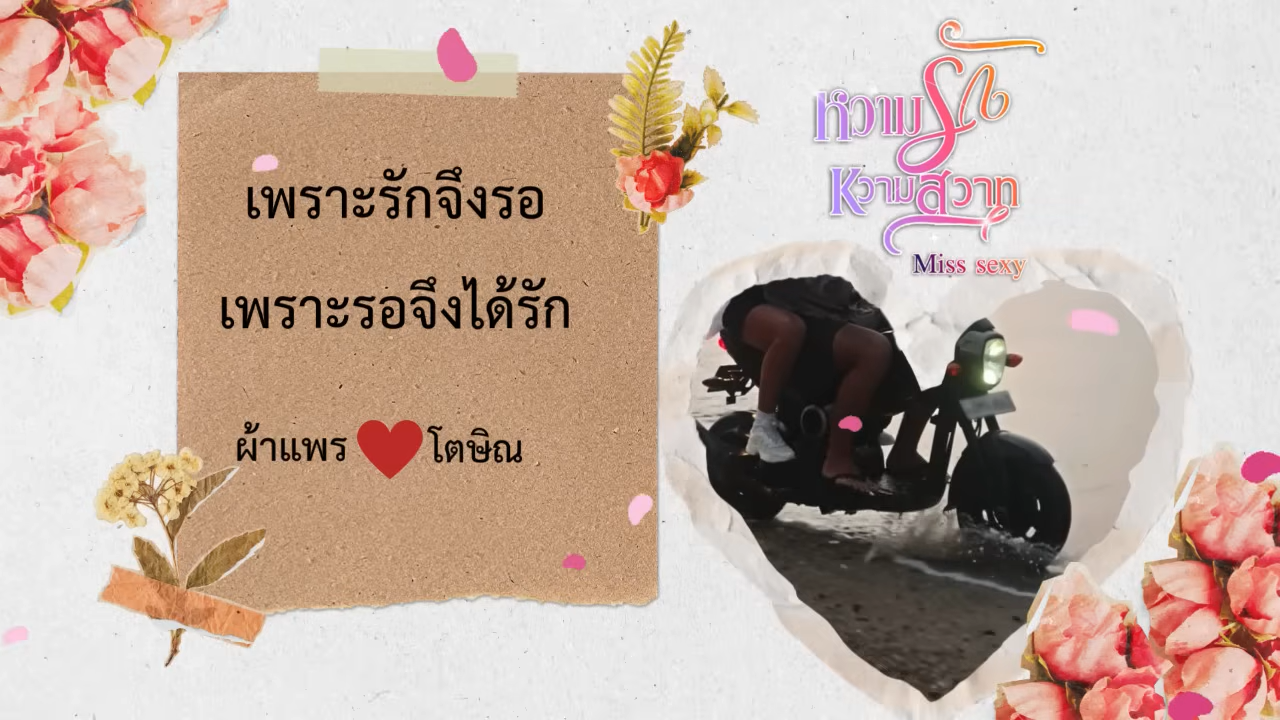 เพราะรักจึงรอ
เพราะรอจึงได้รัก
ผ้าแพร ❤ โตษิณ
หวามรัก
หวามสวาท
Miss sexy